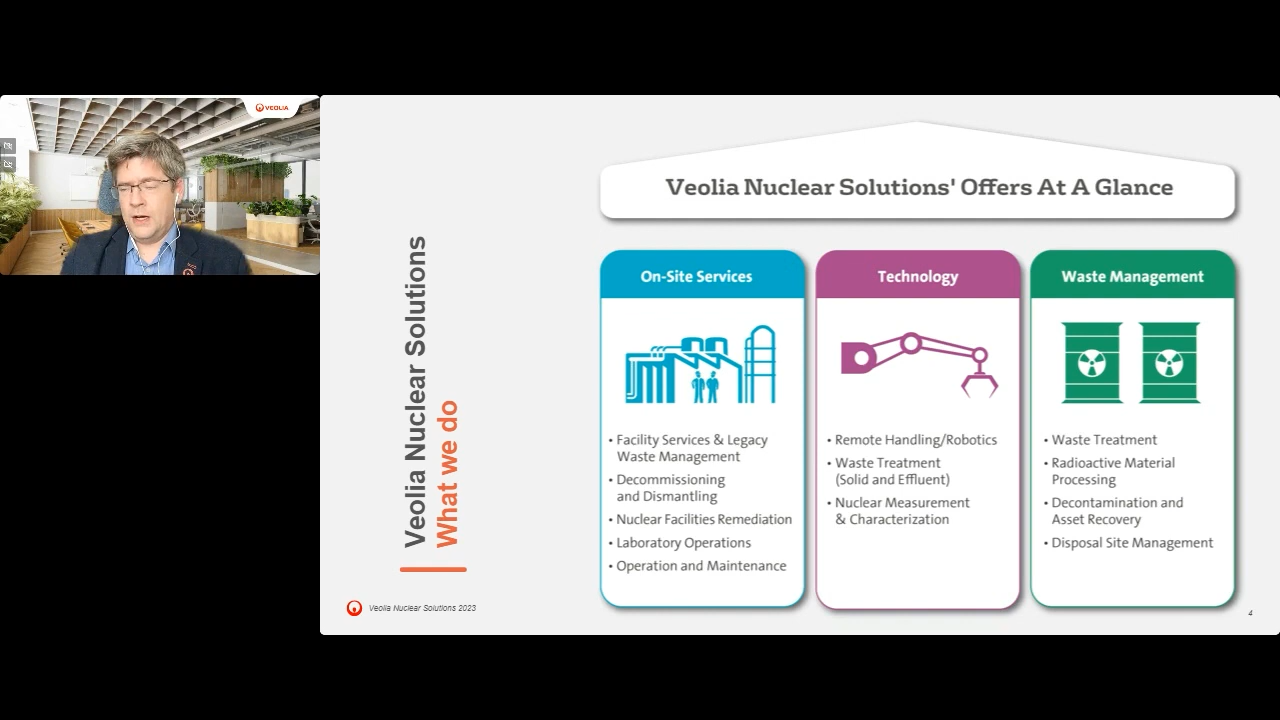 VEOLIA
Veolia Nuclear Solutions
What we do
Veolia Nuclear Solutions' Offers At A Glance
On-Site Services
• Facility Services & Legacy
Waste Management
• Decommissioning
and Dismantling
• Nuclear Facilities Remediation
• Laboratory Operations
• Operation and Maintenance
Technology
• Remote Handling/Robotics
• Waste Treatment
(Solid and Effluent)
• Nuclear Measurement
& Characterization
Waste Management
• Waste Treatment
• Radioactive Material
Processing
• Decontamination and
Asset Recovery
• Disposal Site Management
Veolia Nuclear Solutions 2023
4